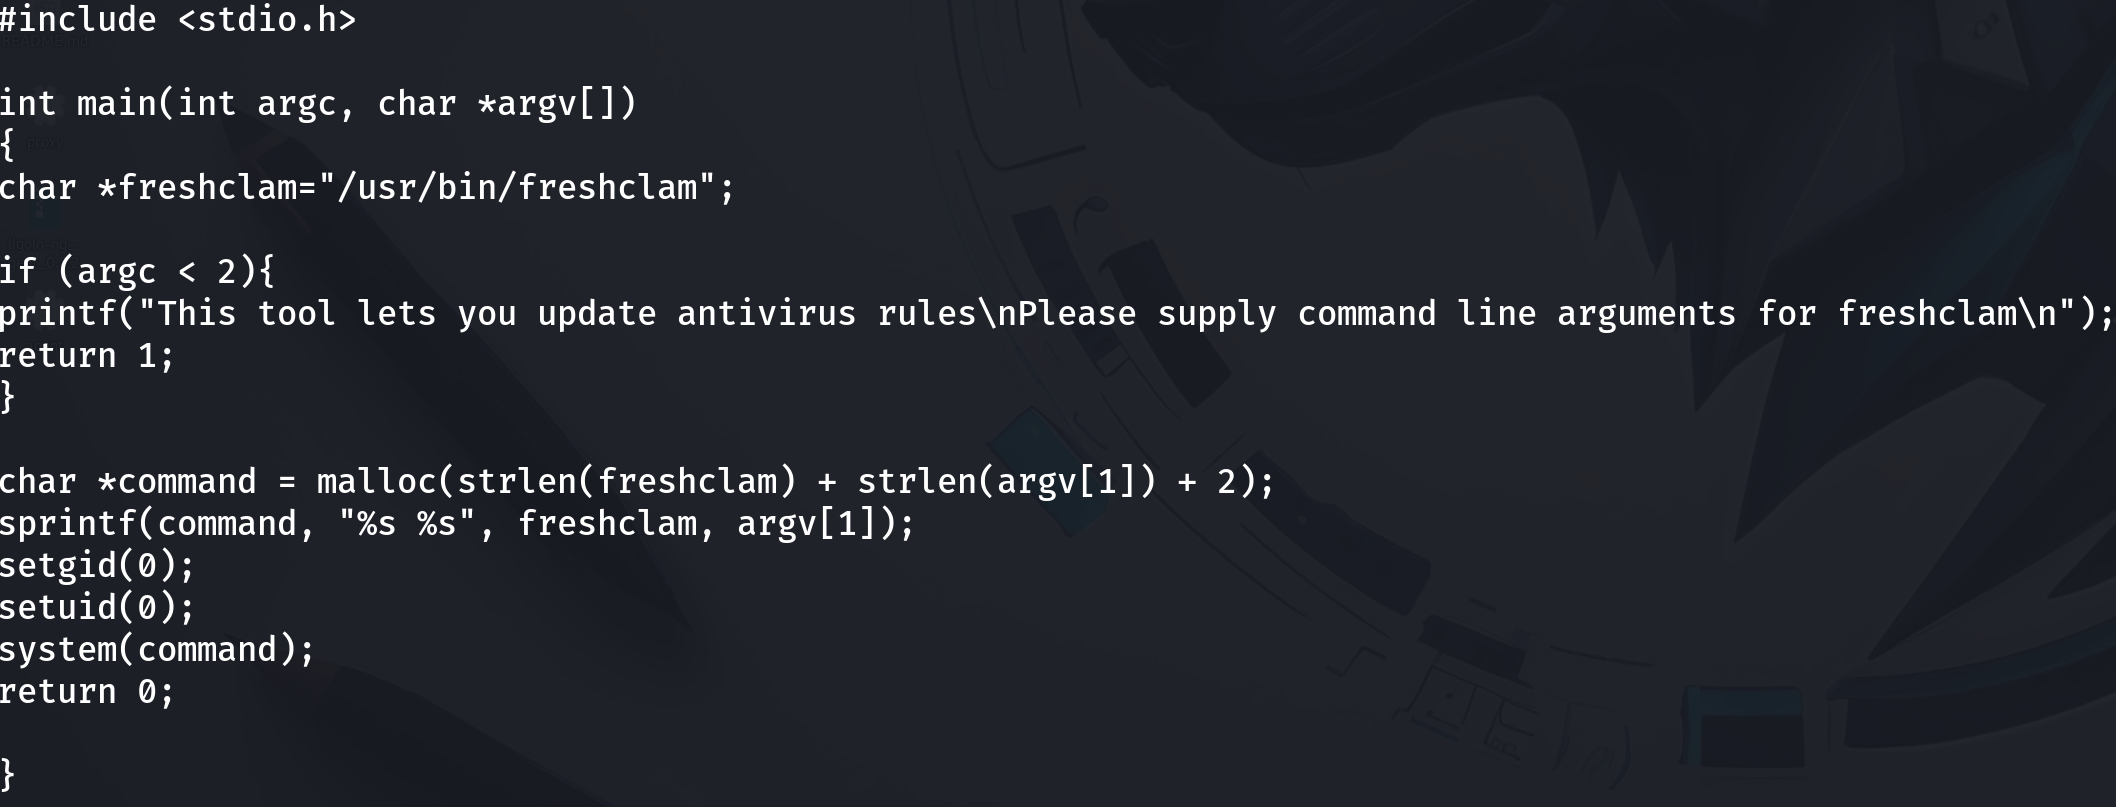 #include <stdio.h>
int main(int argc, char *argv[])
{
char *freshclam="/usr/bin/freshclam";
if (argc < 2){
printf("This tool lets you update antivirus rules\nPlease supply command line arguments for freshclam\n");
return 1;
}
char *command = malloc(strlen(freshclam) + strlen(argv[1]) + 2);
sprintf(command, "%s %s", freshclam, argv[1]);
setgid(0);
setuid(0);
system(command);
return 0;
}